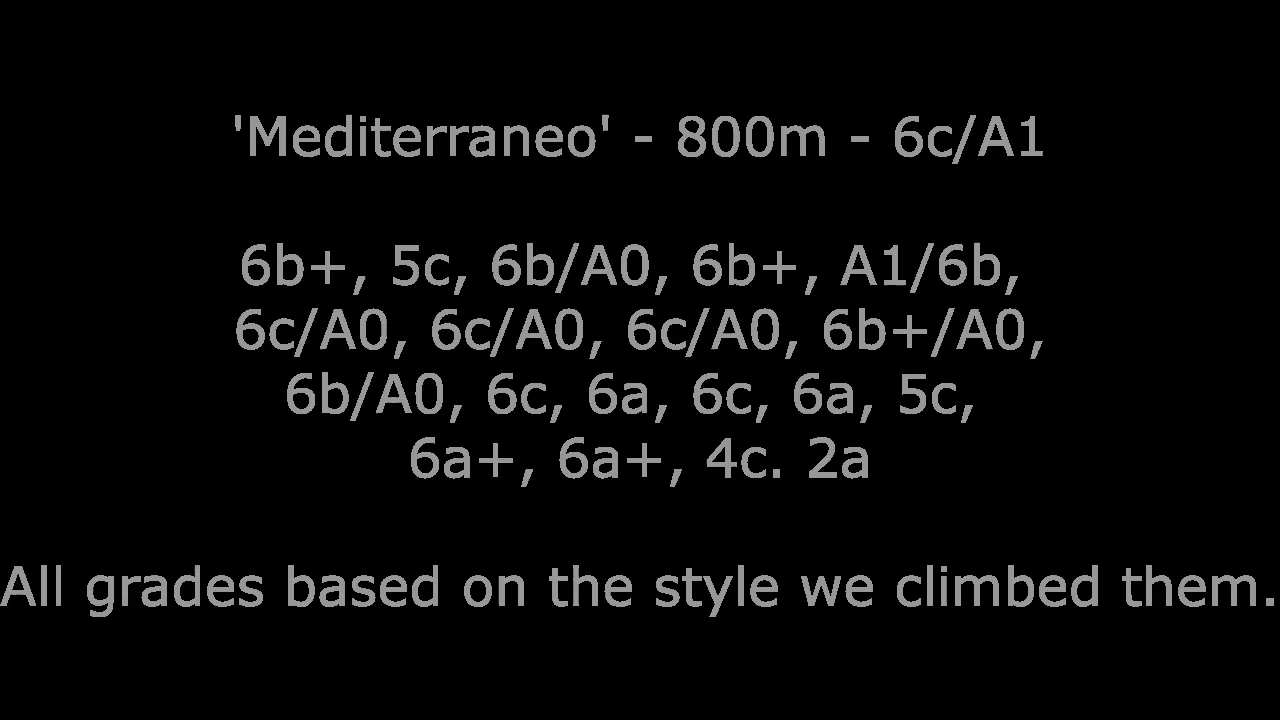 'Mediterraneo' - 800m - 6c/A1
6b+, 5c, 6b/A0, 6b+, A1/6b,
6c/A0, 6c/A0, 6c/A0, 6b+/A0,
6b/A0, 6c, 6a, 6c, 6a, 5c,
6a+, 6a+, 4c. 2a
All grades based on the style we climbed them.